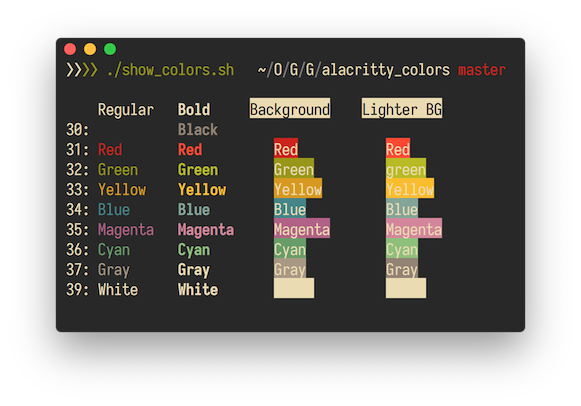 ❯❯❯❯ ./show_colors.sh ~/O/G/G/alacritty_colors master
Regular Bold Background Lighter BG
30: Black
31: Red Red Red Red
32: Green Green Green green
33: Yellow Yellow Yellow Yellow
34: Blue Blue Blue Blue
35: Magenta Magenta Magenta Magenta
36: Cyan Cyan Cyan Cyan
37: Gray Gray Gray Gray
39: White White